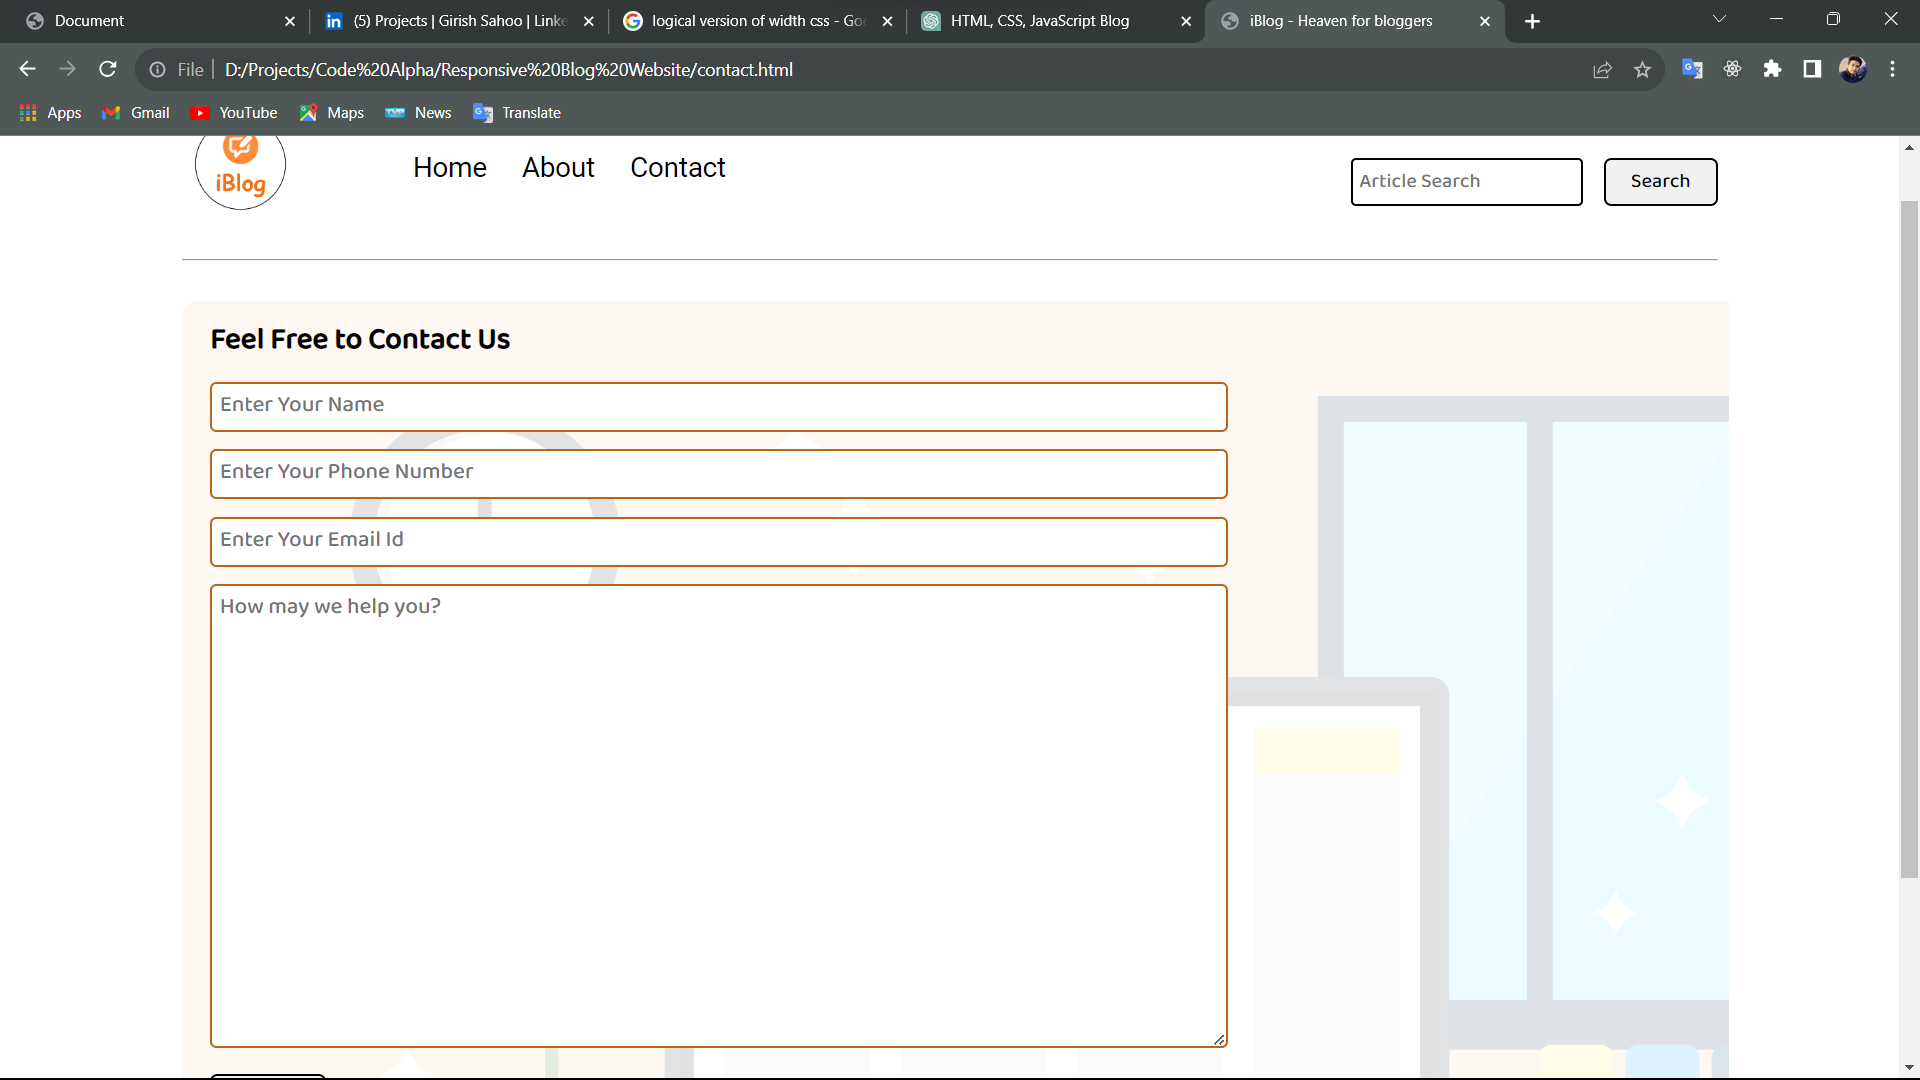 Document
(5) Projects | Girish Sahoo | Linke
logical version of width css - Goo
HTML, CSS, JavaScript Blog
iBlog - Heaven for bloggers
File
D:/Projects/Code%20Alpha/Responsive%20Blog%20Website/contact.html
Apps
Gmail
YouTube
Maps
News
Translate
iBlog
Home
About
Contact
Article Search
Search
Feel Free to Contact Us
Enter Your Name
Enter Your Phone Number
Enter Your Email Id
How may we help you?